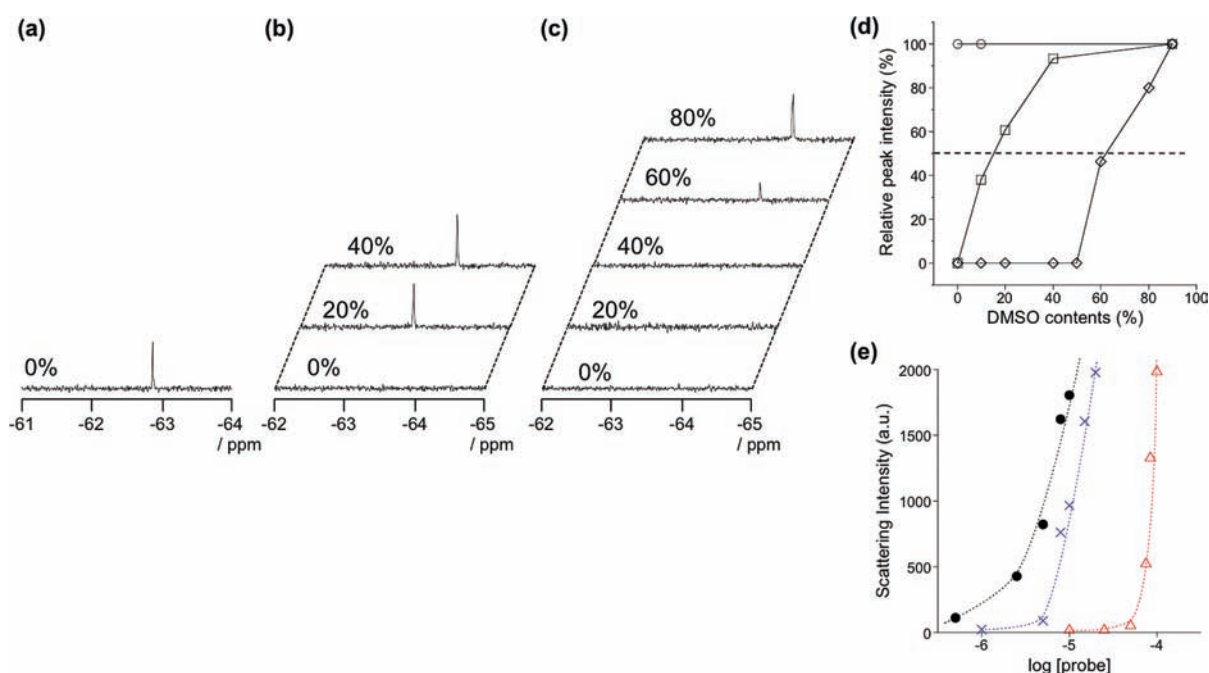 (a)
0%
-61 -62 -63 -64
/ ppm
(b)
40%
20%
0%
-62 -63 -64 -65
/ ppm
(c)
80%
60%
40%
20%
0%
-62 -63 -64 -65
/ ppm
(d)
Relative peak intensity (%)
100
80
60
40
20
0
0 20 40 60 80 100
DMSO contents (%)
(e)
Scattering Intensity (a.u.)
2000
1500
1000
500
0
-6 -5 -4
log [probe]